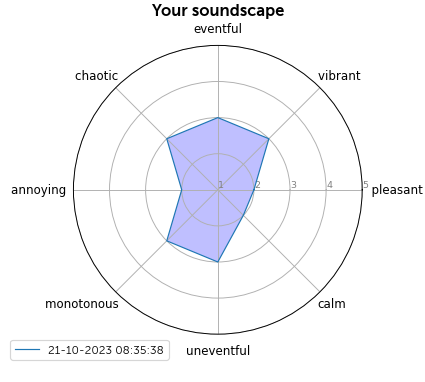 Your soundscape
eventful
chaotic
vibrant
annoying
1 2 3 4 5
pleasant
monotonous
calm
uneventful
21-10-2023 08:35:38